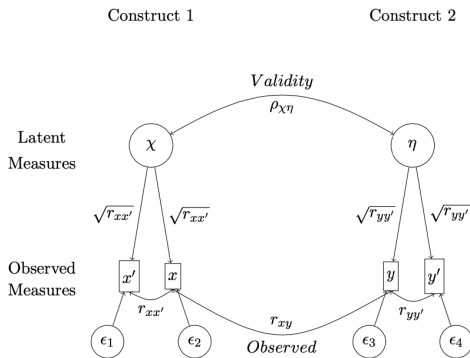 Construct 1 Construct 2
Validity
ρχη
Latent
Measures
χ η
√rxx′ √rxx′ √ryy′ √ryy′
Observed
Measures
x′ x y y′
rxx′ rxy ryy′
ϵ1 ϵ2 Observed ϵ3 ϵ4